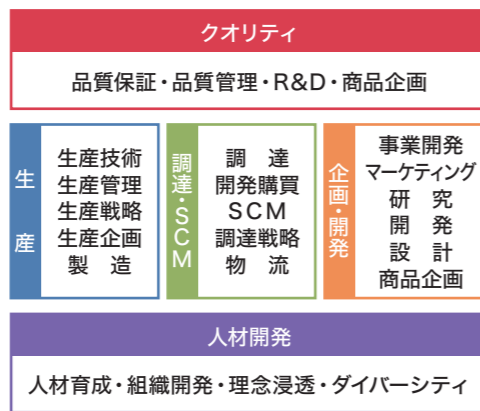 クオリティ
品質保証・品質管理・R&D・商品企画
生産
生産技術
生産管理
生産戦略
生産企画
製　造
調達・SCM
調　達
開発購買
SCM
調達戦略
物　流
企画・開発
事業開発
マーケティング
研　究
開　発
設　計
商品企画
人材開発
人材育成・組織開発・理念浸透・ダイバーシティ